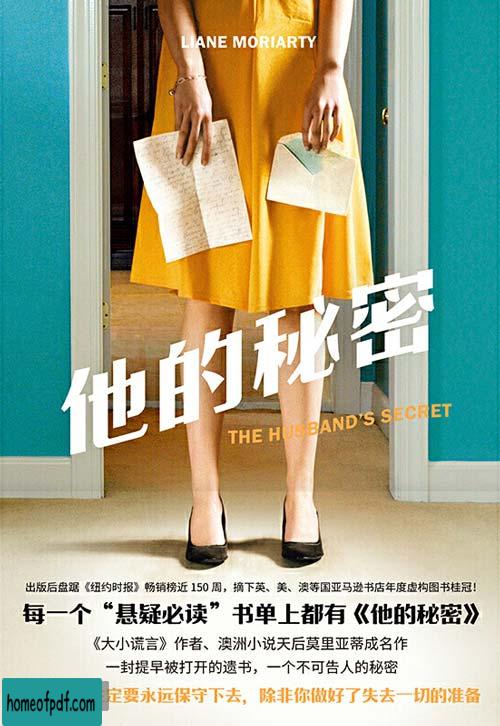 LIANE MORIARTY
他的秘密
THE HUSBAND'S SECRET
出版后盘踞《纽约时报》畅销榜近 150 周，摘下英、美、澳等国亚马逊书店年度虚构图书桂冠！
每一个“悬疑必读”书单上都有《他的秘密》
《大小谎言》作者、澳洲小说天后莫里亚蒂成名作
一封提早被打开的遗书，一个不可告人的秘密
定要永远保守下去，除非你做好了失去一切的准备
homeofpdf.com